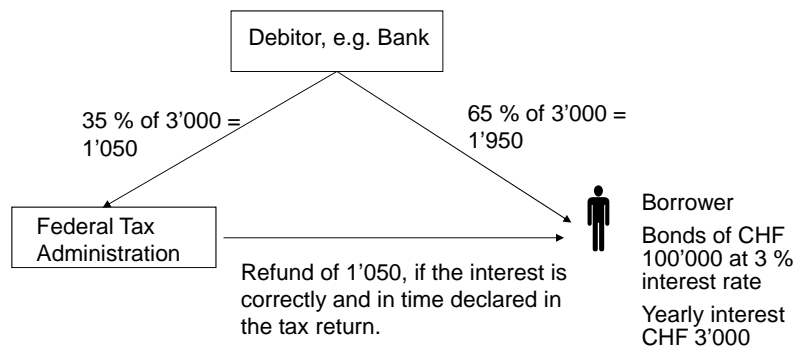 Debitor, e.g. Bank
35 % of 3’000 =
1’050
65 % of 3’000 =
1’950
Federal Tax
Administration
Refund of 1’050, if the interest is
correctly and in time declared in
the tax return.
Borrower
Bonds of CHF
100’000 at 3 %
interest rate
Yearly interest
CHF 3’000